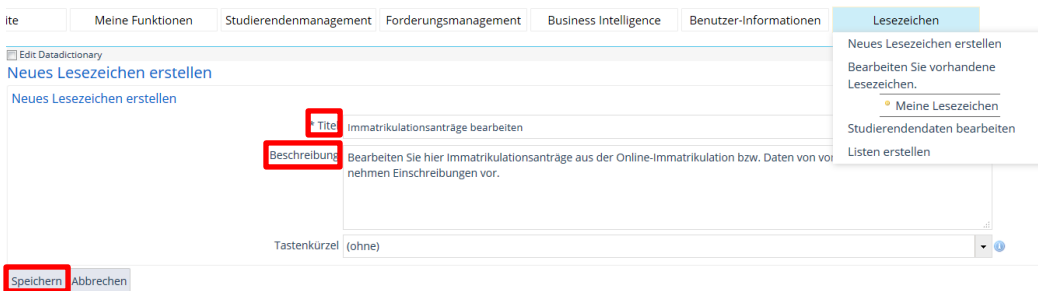 ite Meine Funktionen Studierendenmanagement Forderungsmanagement Business Intelligence Benutzer-Informationen Lesezeichen
Neues Lesezeichen erstellen
Bearbeiten Sie vorhandene
Lesezeichen.
Meine Lesezeichen
Studierendendaten bearbeiten
Listen erstellen
Edit Datadictionary
Neues Lesezeichen erstellen
Neues Lesezeichen erstellen
* Titel Immatrikulationsanträge bearbeiten
Beschreibung Bearbeiten Sie hier Immatrikulationsanträge aus der Online-Immatrikulation bzw. Daten von
nehmen Einschreibungen vor.
Tastenkürzel (ohne)
Speichern Abbrechen